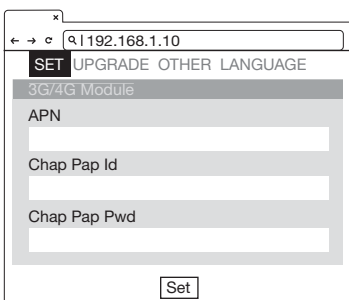 192.168.1.10
SET UPGRADE OTHER LANGUAGE
3G/4G Module
APN
Chap Pap Id
Chap Pap Pwd
Set